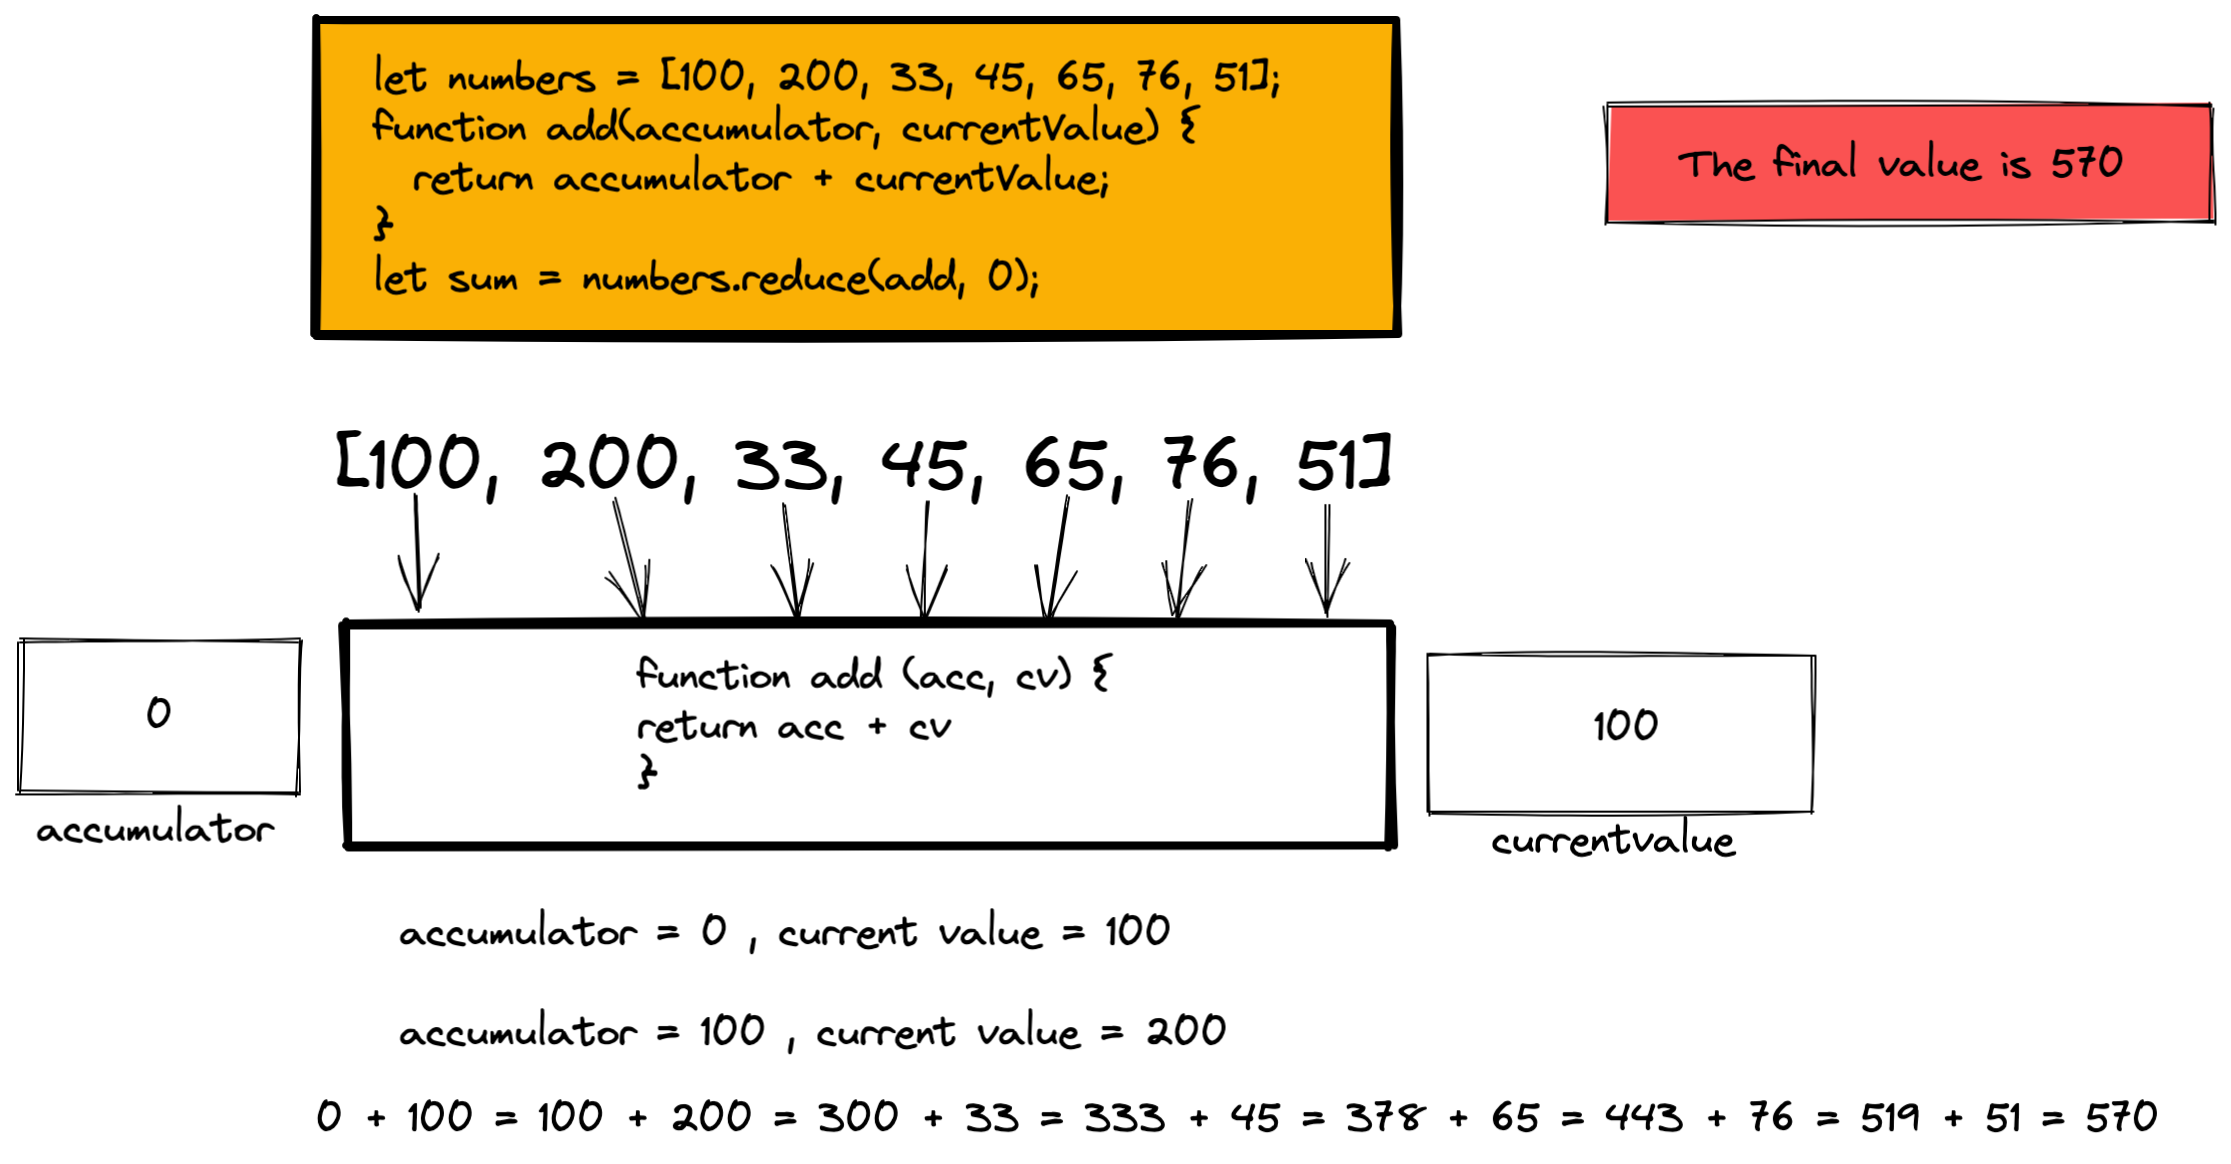 let numbers = [100, 200, 33, 45, 65, 76, 51];
function add(accumulator, currentValue) {
return accumulator + currentValue;
}
let sum = numbers.reduce(add, 0);
The final value is 570
[100, 200, 33, 45, 65, 76, 51]
0
accumulator
function add (acc, cv) {
return acc + cv
}
100
currentvalue
accumulator = 0 , current value = 100
accumulator = 100 , current value = 200
0 + 100 = 100 + 200 = 300 + 33 = 333 + 45 = 378 + 65 = 443 + 76 = 519 + 51 = 570